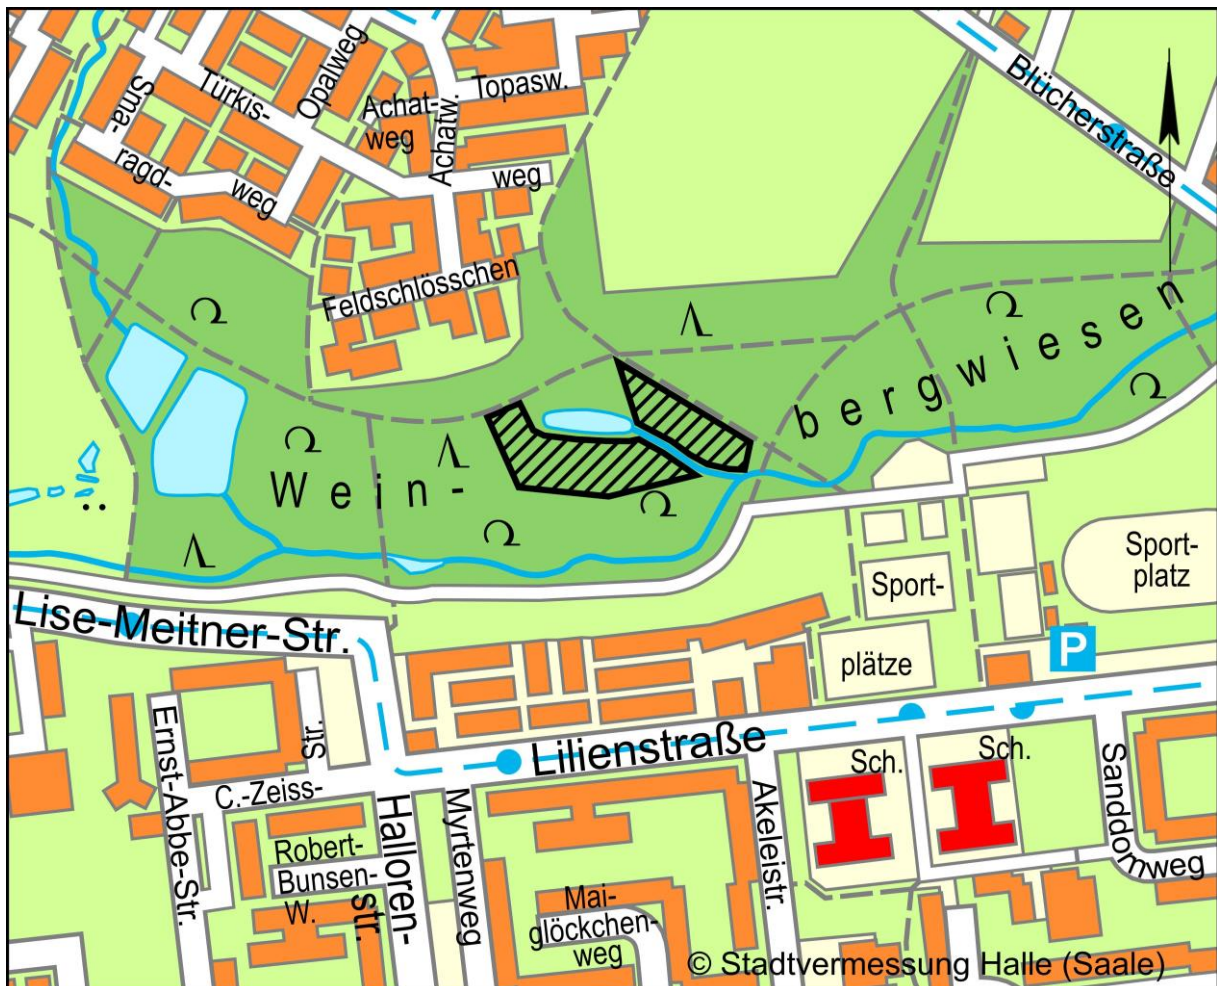 Opalweg
Türkis-
Sma-
ragd-
weg
Achat-
weg
Achatw.
Topasw.
weg
Feldschlösschen
Blücherstraße
Wein-
bergwiesen
Sport-
platz
Sport-
plätze
P
Lise-Meitner-Str.
Lilienstraße
Sch.
Sch.
Ernst-Abbe-Str.
Str.
C.-Zeiss-
Robert-
Bunsen-
W.
Halloren-
str.
Myrtenweg
Mai-
glöckchen-
weg
Akeleistr.
Sanddornweg
© Stadtvermessung Halle (Saale)